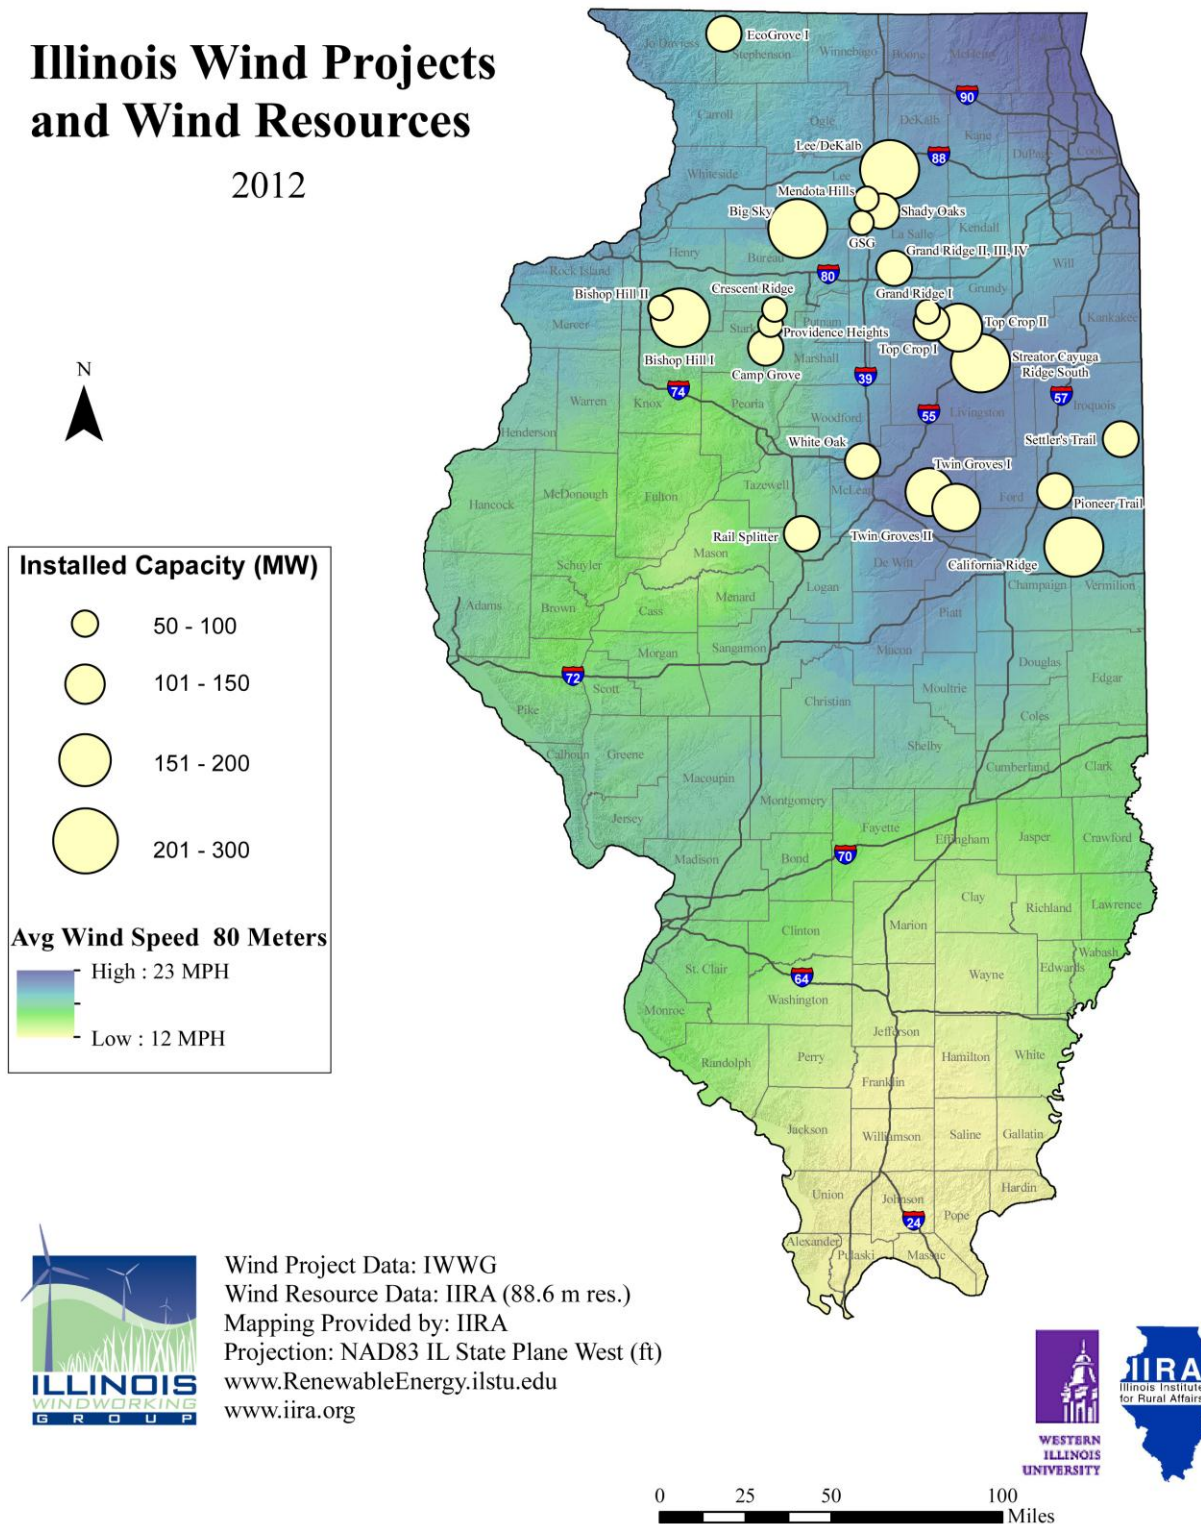 Illinois Wind Projects
and Wind Resources
2012
N
Installed Capacity (MW)
50 - 100
101 - 150
151 - 200
201 - 300
Avg Wind Speed 80 Meters
High : 23 MPH
Low : 12 MPH
EcoGrove I
Jo Daviess
Stephenson
Winnebago
Boone
McHenry
90
Carroll
Ogle
DeKalb
Kane
Lee/DeKalb
88
DuPage
Cook
Whiteside
Lee
Mendota Hills
Big Sky
Shady Oaks
GSG
La Salle
Kendall
Henry
Bureau
Grand Ridge II, III, IV
Will
Rock Island
80
Bishop Hill II
Crescent Ridge
Grand Ridge I
Grundy
Mercer
Stark
Putnam
Providence Heights
Top Crop II
Kankakee
Bishop Hill I
Marshall
Top Crop I
Camp Grove
Streator Cayuga
Ridge South
39
74
57
Warren
Knox
Peoria
Woodford
55
Livingston
Iroquois
Henderson
White Oak
Settler's Trail
Twin Groves I
Hancock
McDonough
Fulton
Tazewell
McLean
Ford
Pioneer Trail
Rail Splitter
Twin Groves II
Mason
De Witt
California Ridge
Schuyler
Logan
Champaign
Vermilion
Adams
Brown
Cass
Menard
Piatt
Morgan
Sangamon
Macon
Douglas
72
Scott
Edgar
Pike
Christian
Moultrie
Coles
Calhoun
Greene
Shelby
Macoupin
Cumberland
Clark
Jersey
Montgomery
Fayette
Effingham
Jasper
Crawford
Madison
Bond
70
Clay
Richland
Lawrence
Clinton
Marion
Wabash
St. Clair
64
Wayne
Edwards
Monroe
Washington
Jefferson
Randolph
Perry
Hamilton
White
Franklin
Jackson
Williamson
Saline
Gallatin
Union
Johnson
Pope
Hardin
24
Alexander
Pulaski
Massac
ILLINOIS
WIND WORKING
GROUP
Wind Project Data: IWWG
Wind Resource Data: IIRA (88.6 m res.)
Mapping Provided by: IIRA
Projection: NAD83 IL State Plane West (ft)
www.RenewableEnergy.ilstu.edu
www.iira.org
WESTERN
ILLINOIS
UNIVERSITY
IIRA
Illinois Institute
for Rural Affairs
0 25 50 100
Miles